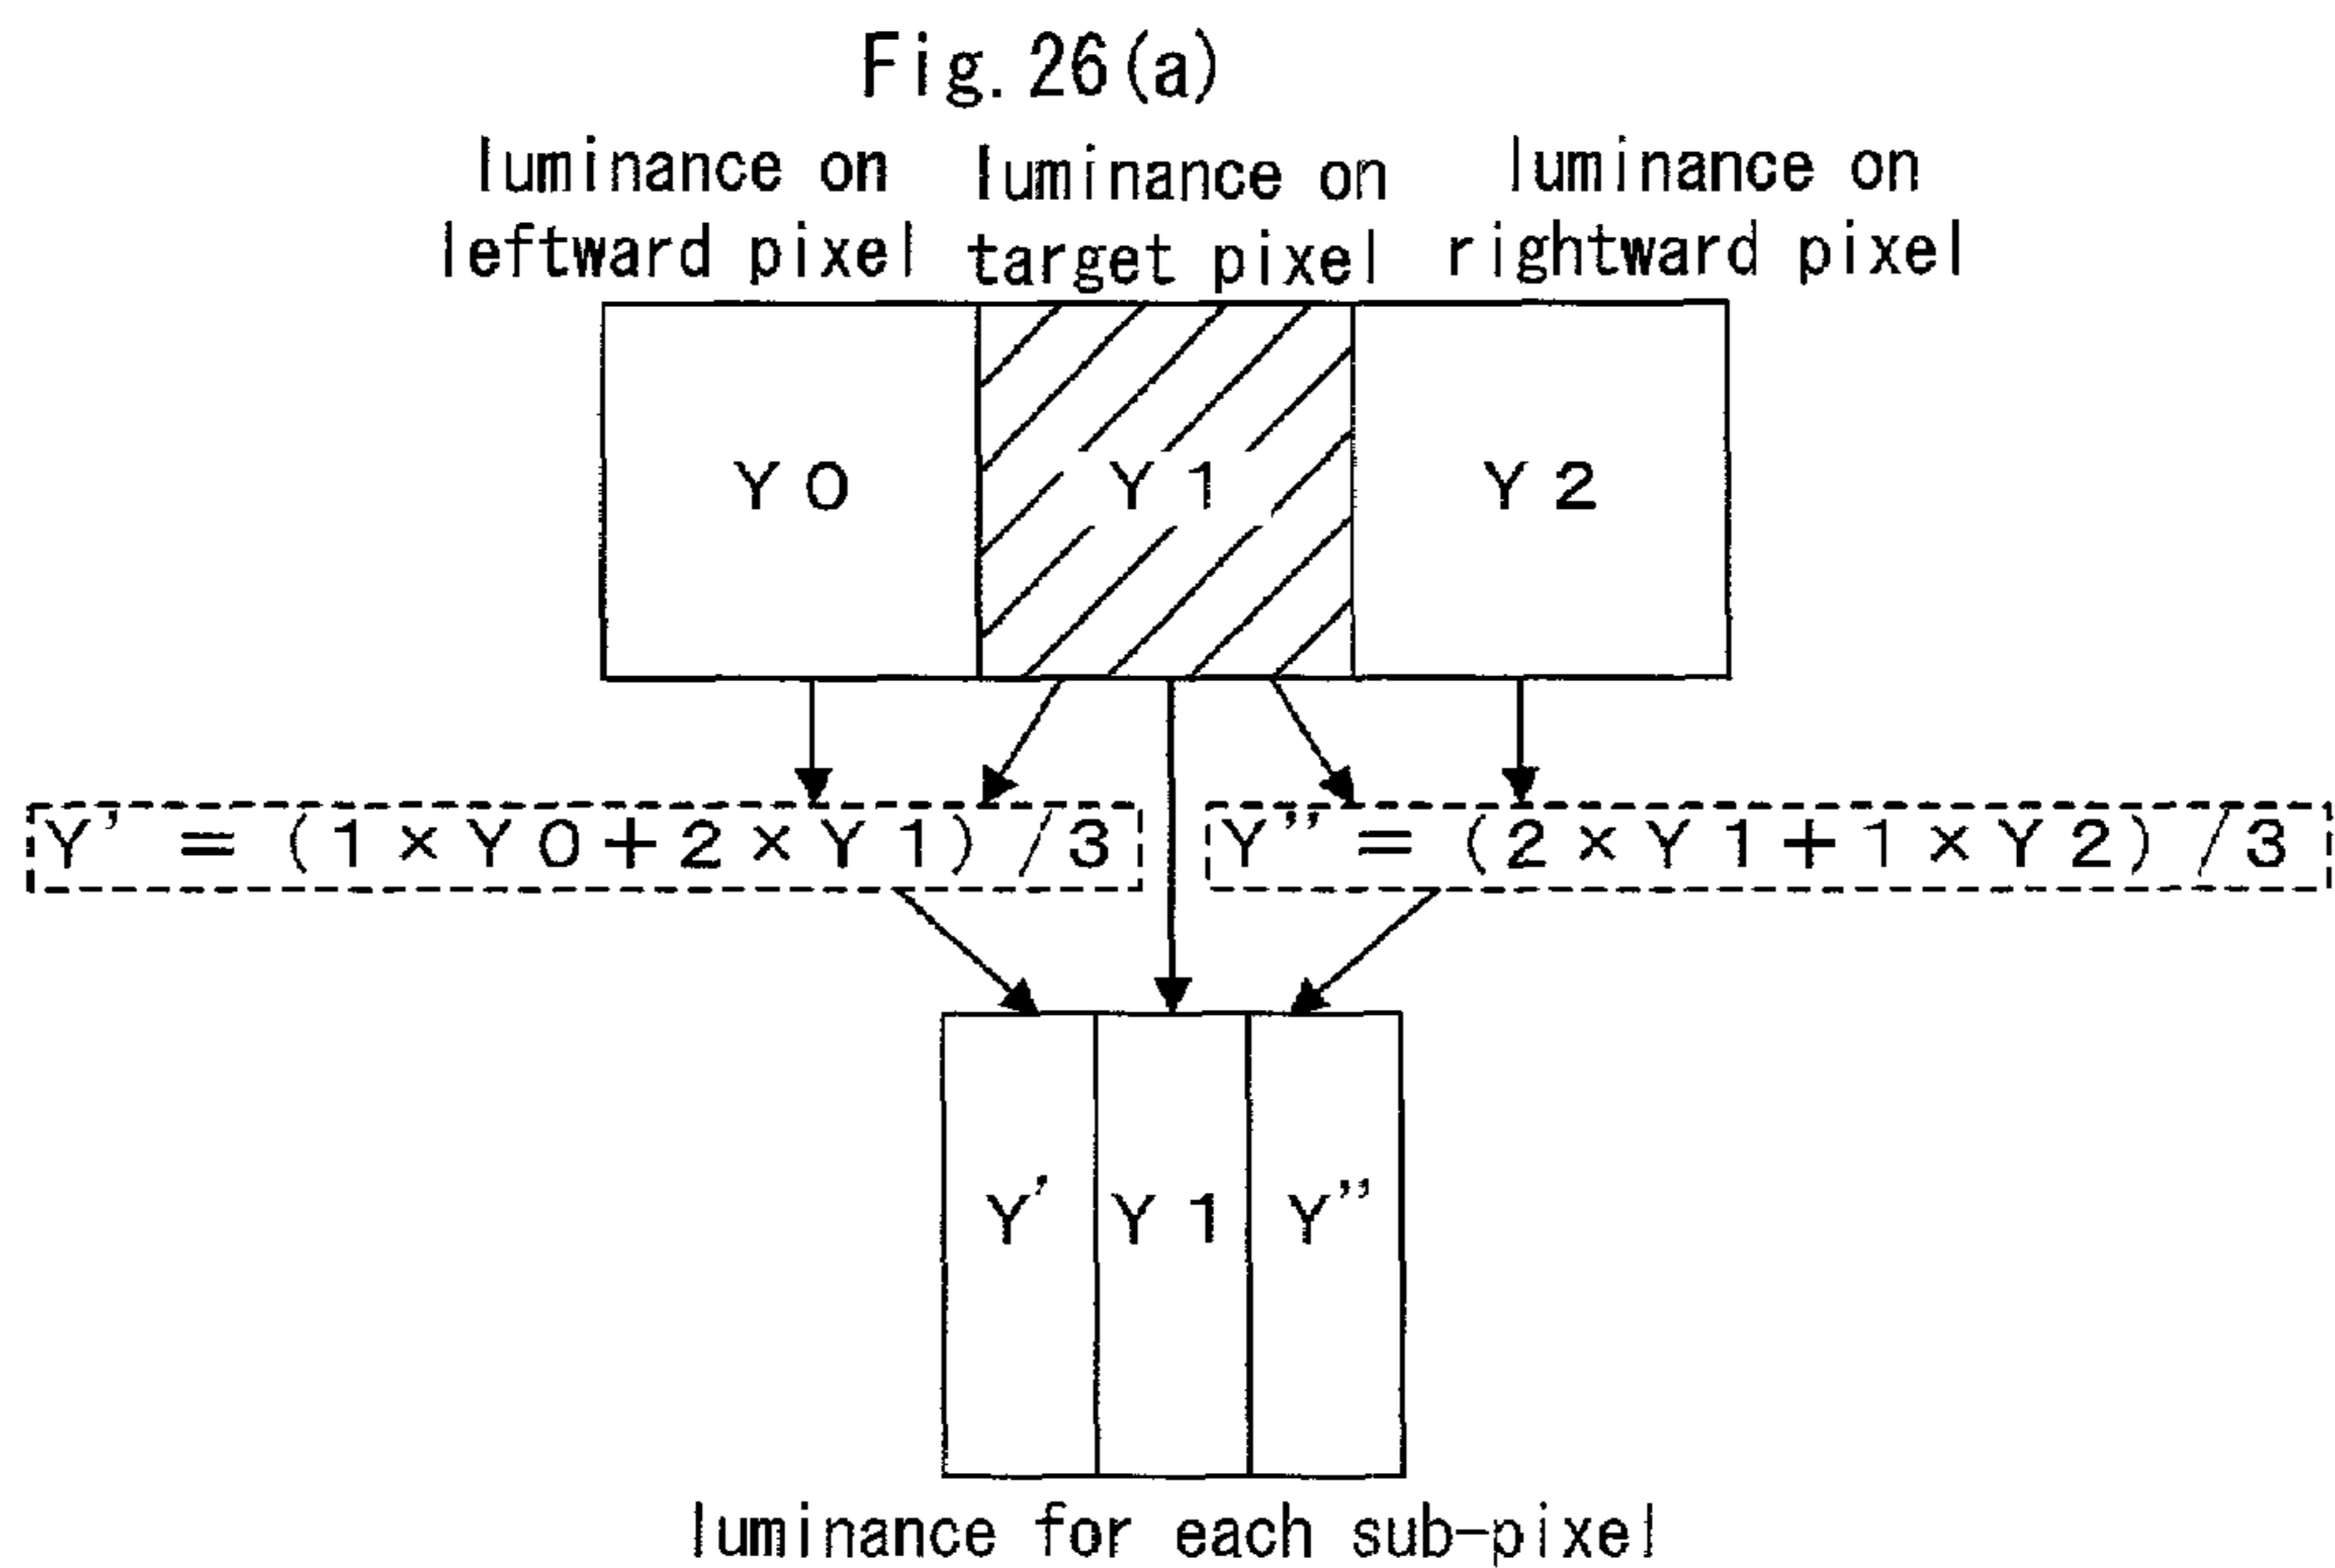 Fig. 26(a)
luminance on leftward pixel
luminance on target pixel
luminance on rightward pixel
Y0 Y1 Y2
Y' = (1×Y0+2×Y1)/3
Y'' = (2×Y1+1×Y2)/3
Y' Y1 Y''
luminance for each sub-pixel